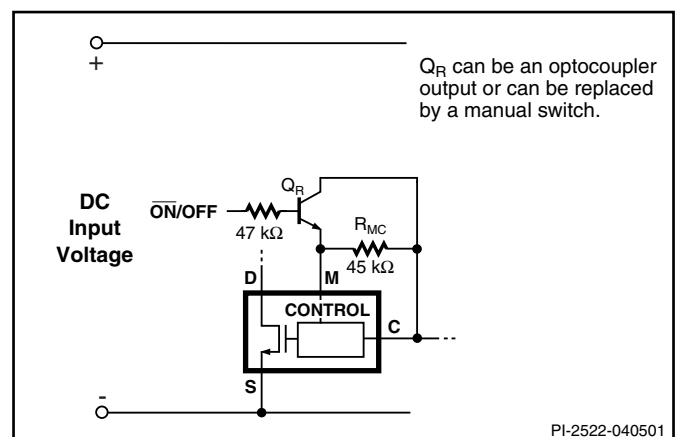 +
Q_R can be an optocoupler
output or can be replaced
by a manual switch.
DC
Input
Voltage
O̅N̅/OFF
47 kΩ
Q_R
R_MC
45 kΩ
D
M
CONTROL
C
S
-
PI-2522-040501